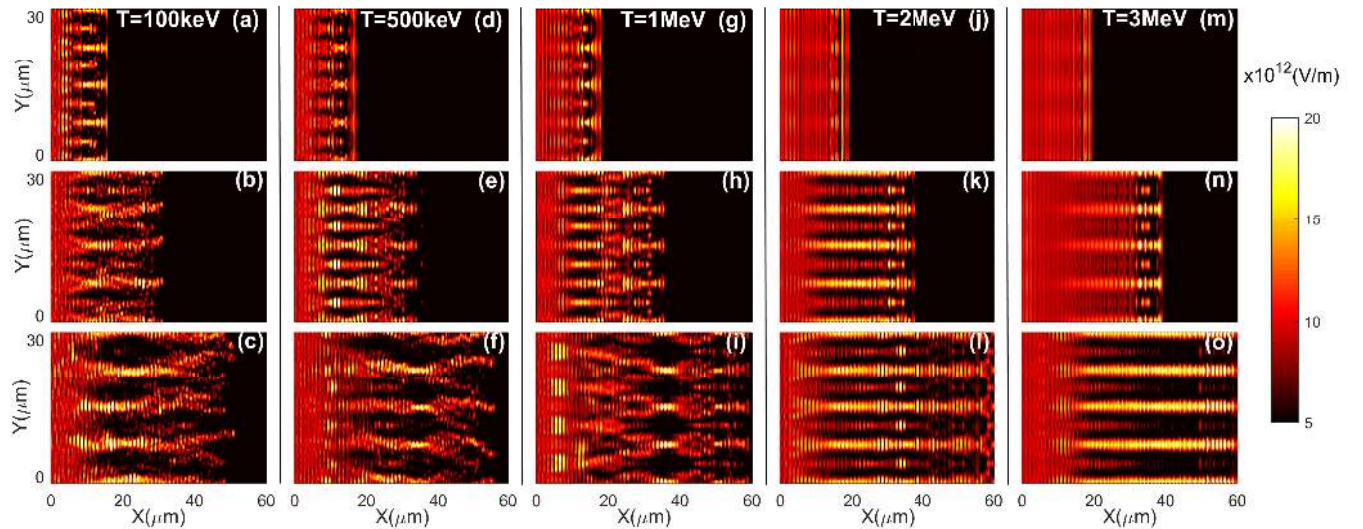 T=100keV (a) T=500keV (d) T=1MeV (g) T=2MeV (j) T=3MeV (m)
x10^12(V/m)
30
Y(μm)
0
(b) (e) (h) (k) (n)
30
Y(μm)
0
(c) (f) (i) (l) (o)
30
Y(μm)
0
20
15
10
5
0 20 40 60 0 20 40 60 0 20 40 60 0 20 40 60 0 20 40 60
X(μm) X(μm) X(μm) X(μm) X(μm)